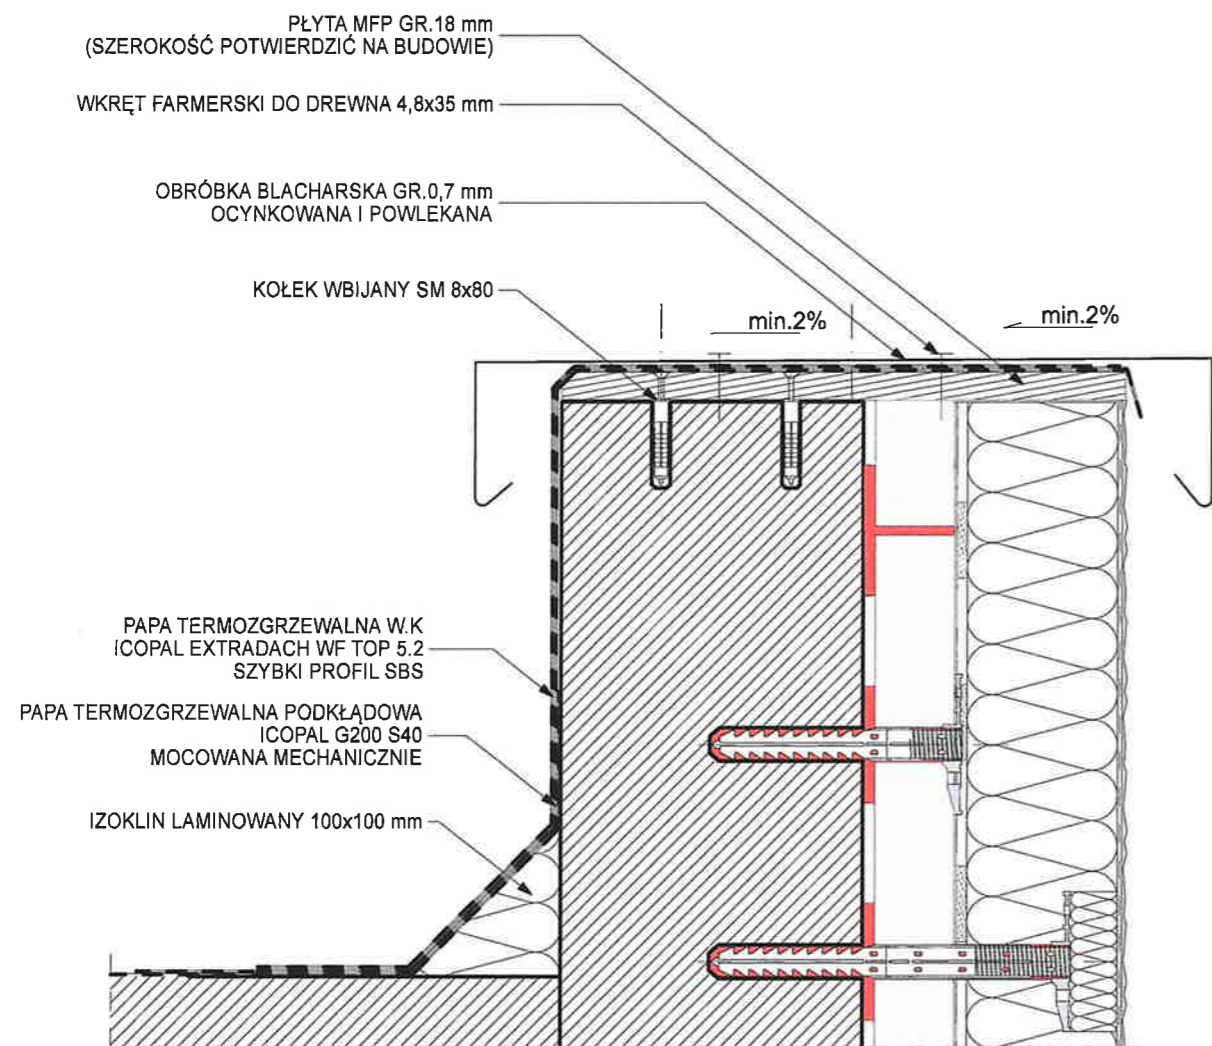 PŁYTA MFP GR.18 mm
(SZEROKOŚĆ POTWIERDZIĆ NA BUDOWIE)
WKRĘT FARMERSKI DO DREWNA 4,8x35 mm
OBRÓBKA BLACHARSKA GR.0,7 mm
OCYNKOWANA I POWLEKANA
KOŁEK WBIJANY SM 8x80
min.2%
min.2%
PAPA TERMOZGRZEWALNA W.K
ICOPAL EXTRADACH WF TOP 5.2
SZYBKI PROFIL SBS
PAPA TERMOZGRZEWALNA PODKŁĄDOWA
ICOPAL G200 S40
MOCOWANA MECHANICZNIE
IZOKLIN LAMINOWANY 100x100 mm